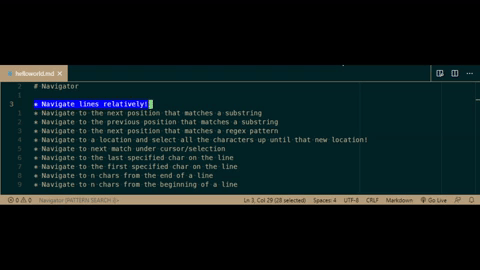 helloworld.md
2 # Navigator
1
3 * Navigate lines relatively!
1 * Navigate to the next position that matches a substring
2 * Navigate to the previous position that matches a substring
3 * Navigate to the next position that matches a regex pattern
4 * Navigate to a location and select all the characters up until that new location!
5 * Navigate to next match under cursor/selection
6 * Navigate to the last specified char on the line
7 * Navigate to the first specified char on the line
8 * Navigate to n chars from the end of a line
9 * Navigate to n chars from the beginning of a line
0 0 Navigator [PATTERN SEARCH Ln 3, Col 29 (28 selected) Spaces: 4 UTF-8 CRLF Markdown Go Live